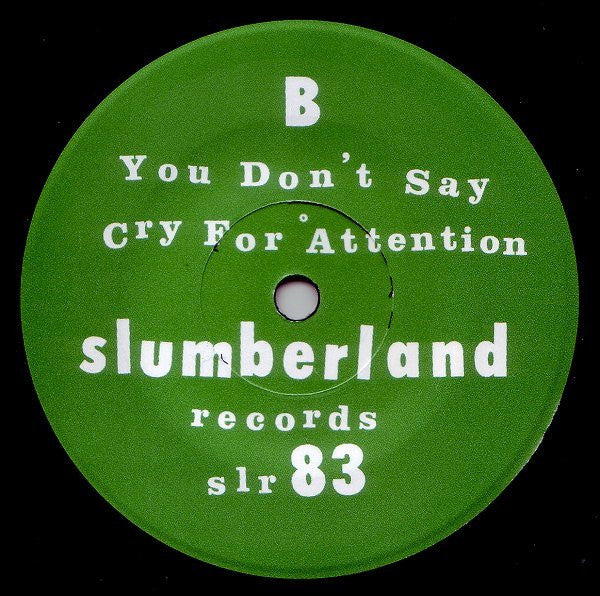 B
You Don't Say
Cry For Attention
slumberland
records
slr 83